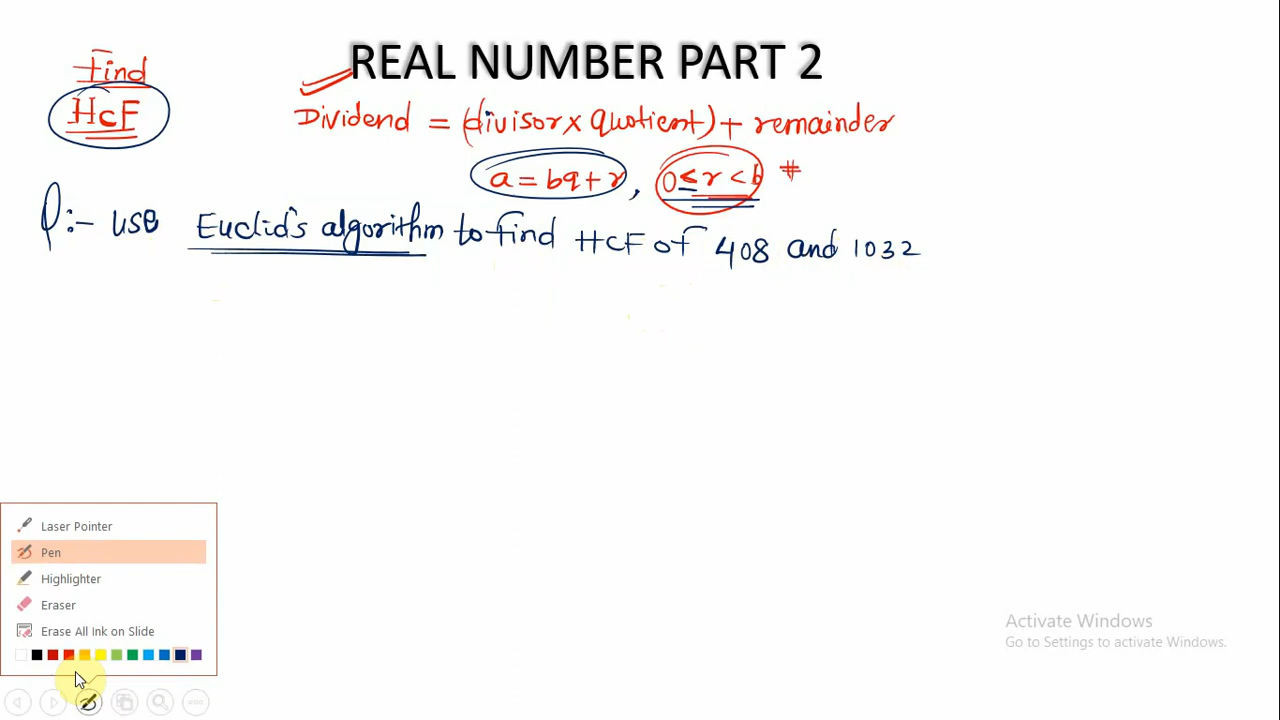 REAL NUMBER PART 2
Find
HCF
Dividend = (divisor x quotient) + remainder
a = bq + r, 0 ≤ r < b #
Q:- use Euclid's algorithm to find HCF of 408 and 1032
Laser Pointer
Pen
Highlighter
Eraser
Erase All Ink on Slide
Activate Windows
Go to Settings to activate Windows.